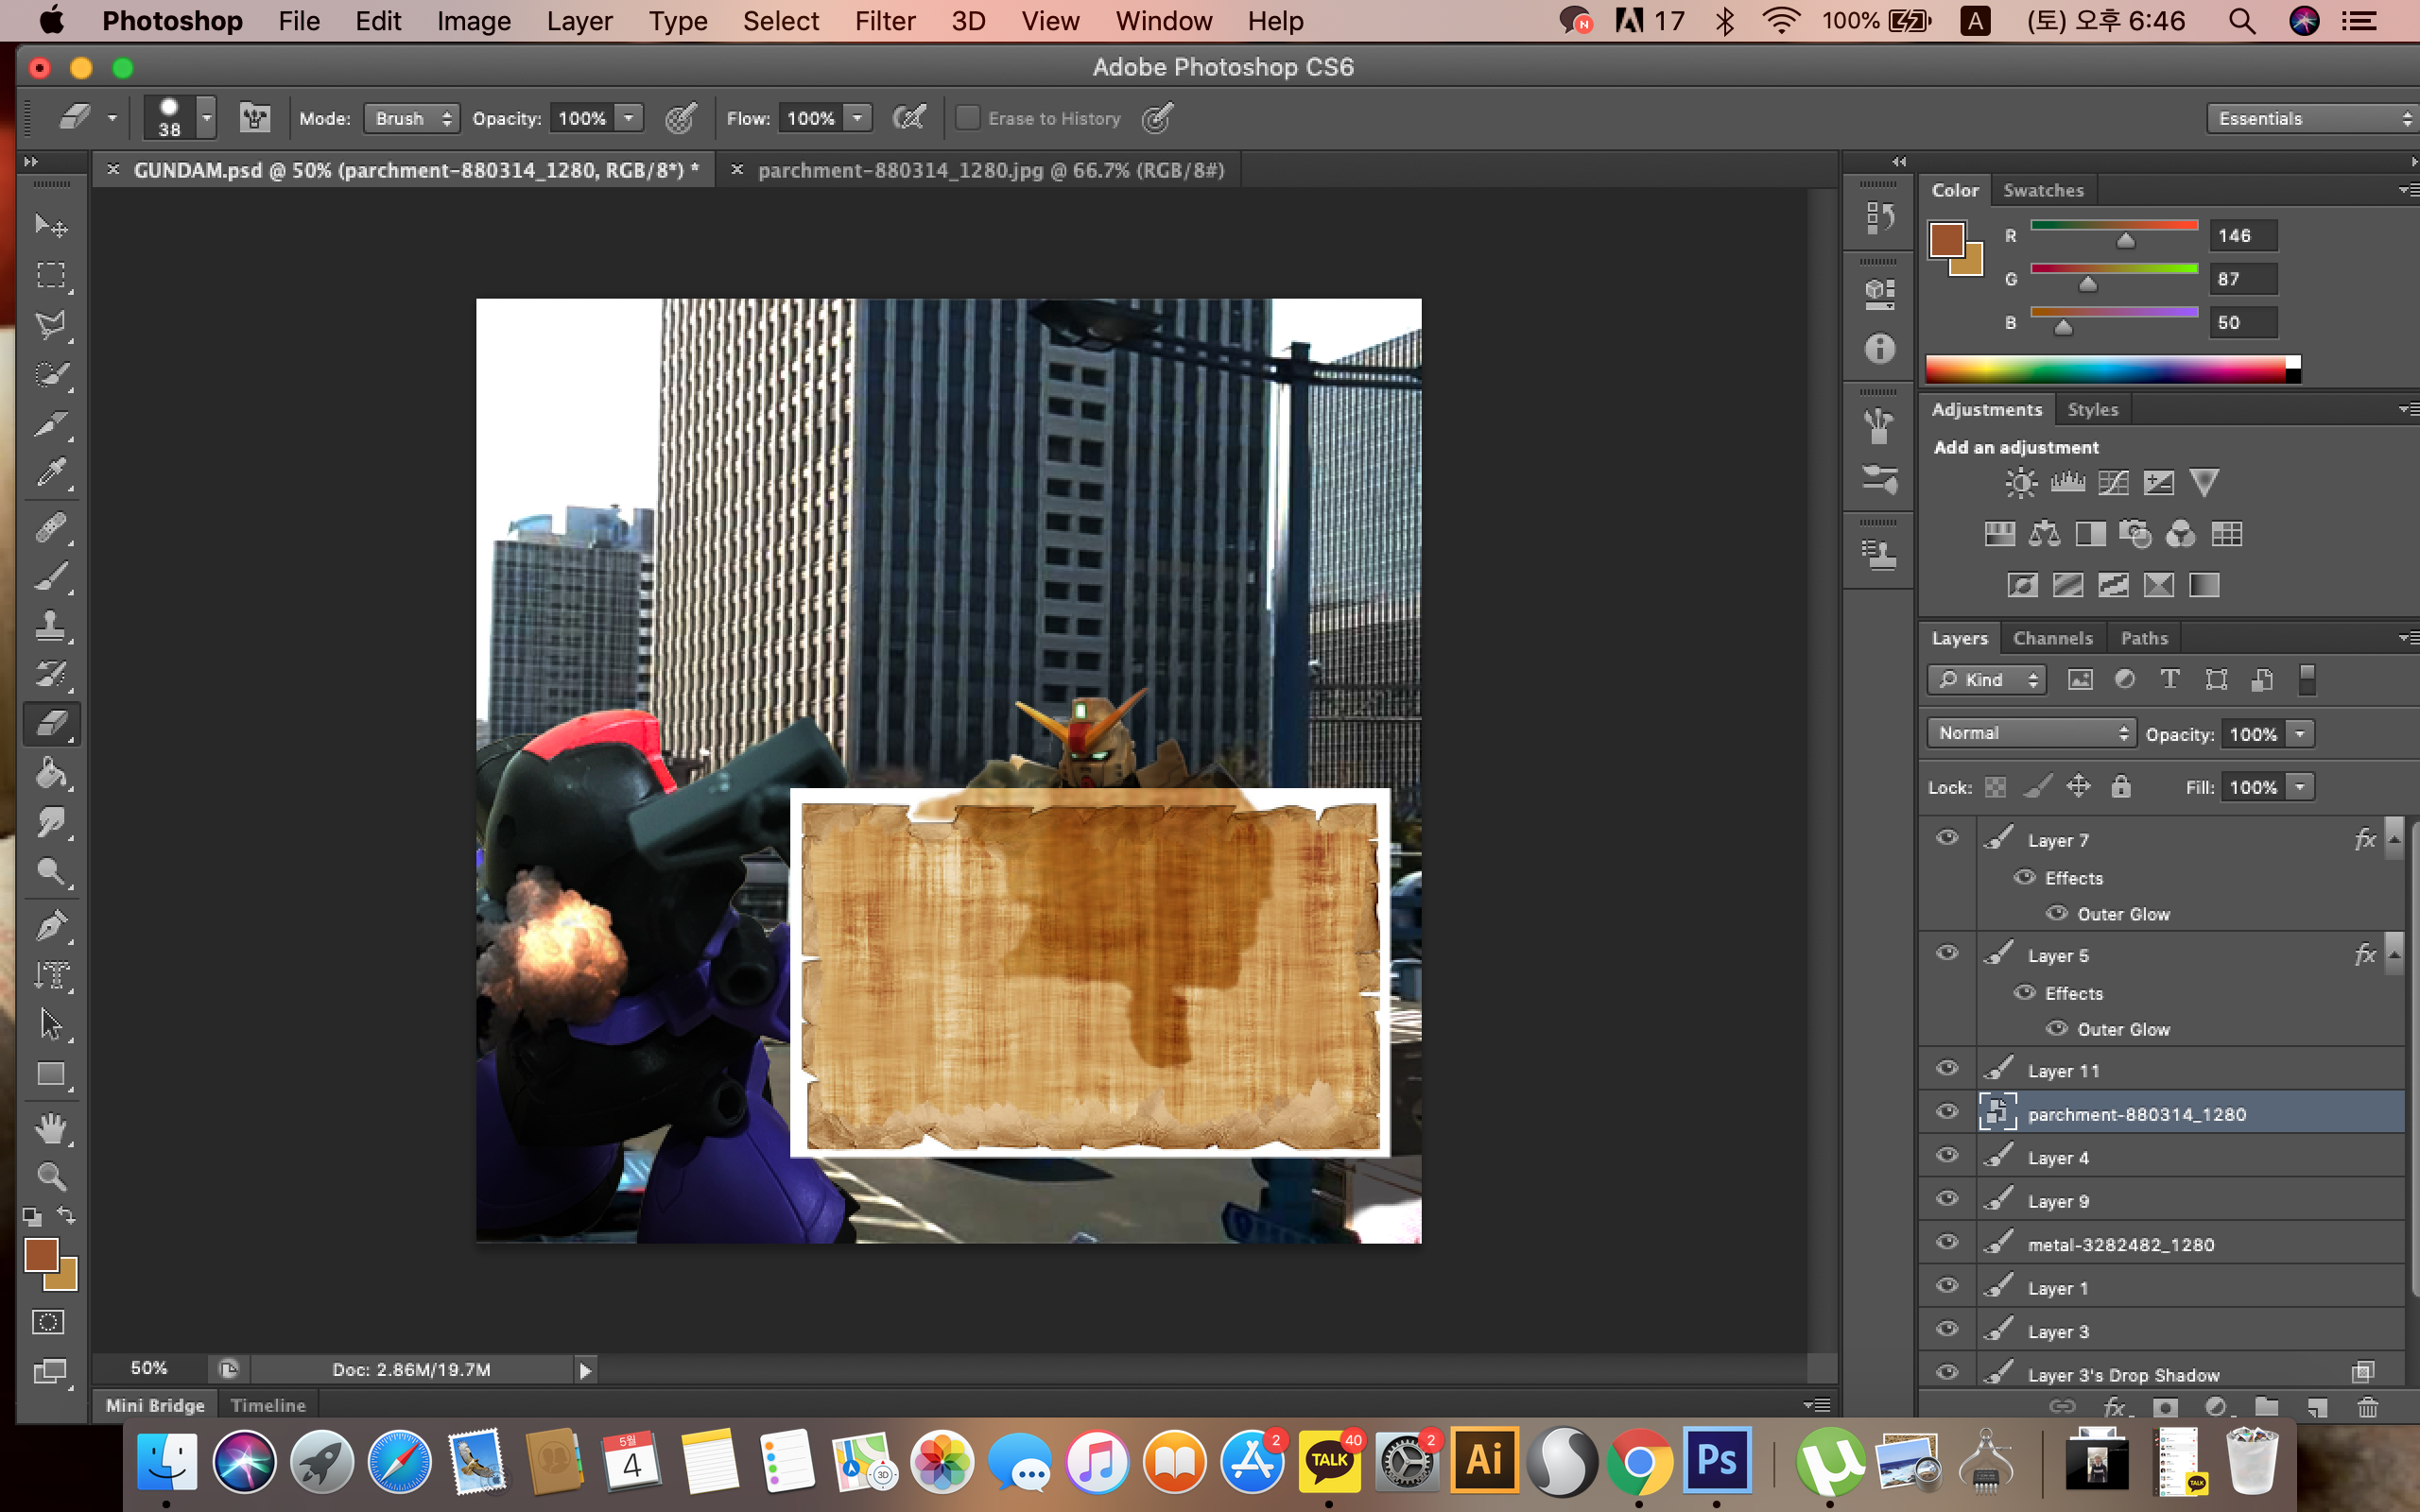 Photoshop File Edit Image Layer Type Select Filter 3D View Window Help N 17 100% A (토) 오후 6:46
Adobe Photoshop CS6
38 Mode: Brush Opacity: 100% Flow: 100% Erase to History Essentials
GUNDAM.psd @ 50% (parchment-880314_1280, RGB/8*) * parchment-880314_1280.jpg @ 66.7% (RGB/8#)
Color Swatches
R 146
G 87
B 50
Adjustments Styles
Add an adjustment
Layers Channels Paths
Kind
Normal Opacity: 100%
Lock: Fill: 100%
Layer 7 fx
Effects
Outer Glow
Layer 5 fx
Effects
Outer Glow
Layer 11
parchment-880314_1280
Layer 4
Layer 9
metal-3282482_1280
Layer 1
Layer 3
Layer 3's Drop Shadow
50% Doc: 2.86M/19.7M
Mini Bridge Timeline
fx
5월
4
3D
2
TALK 40
2
Ai
Ps
TALK